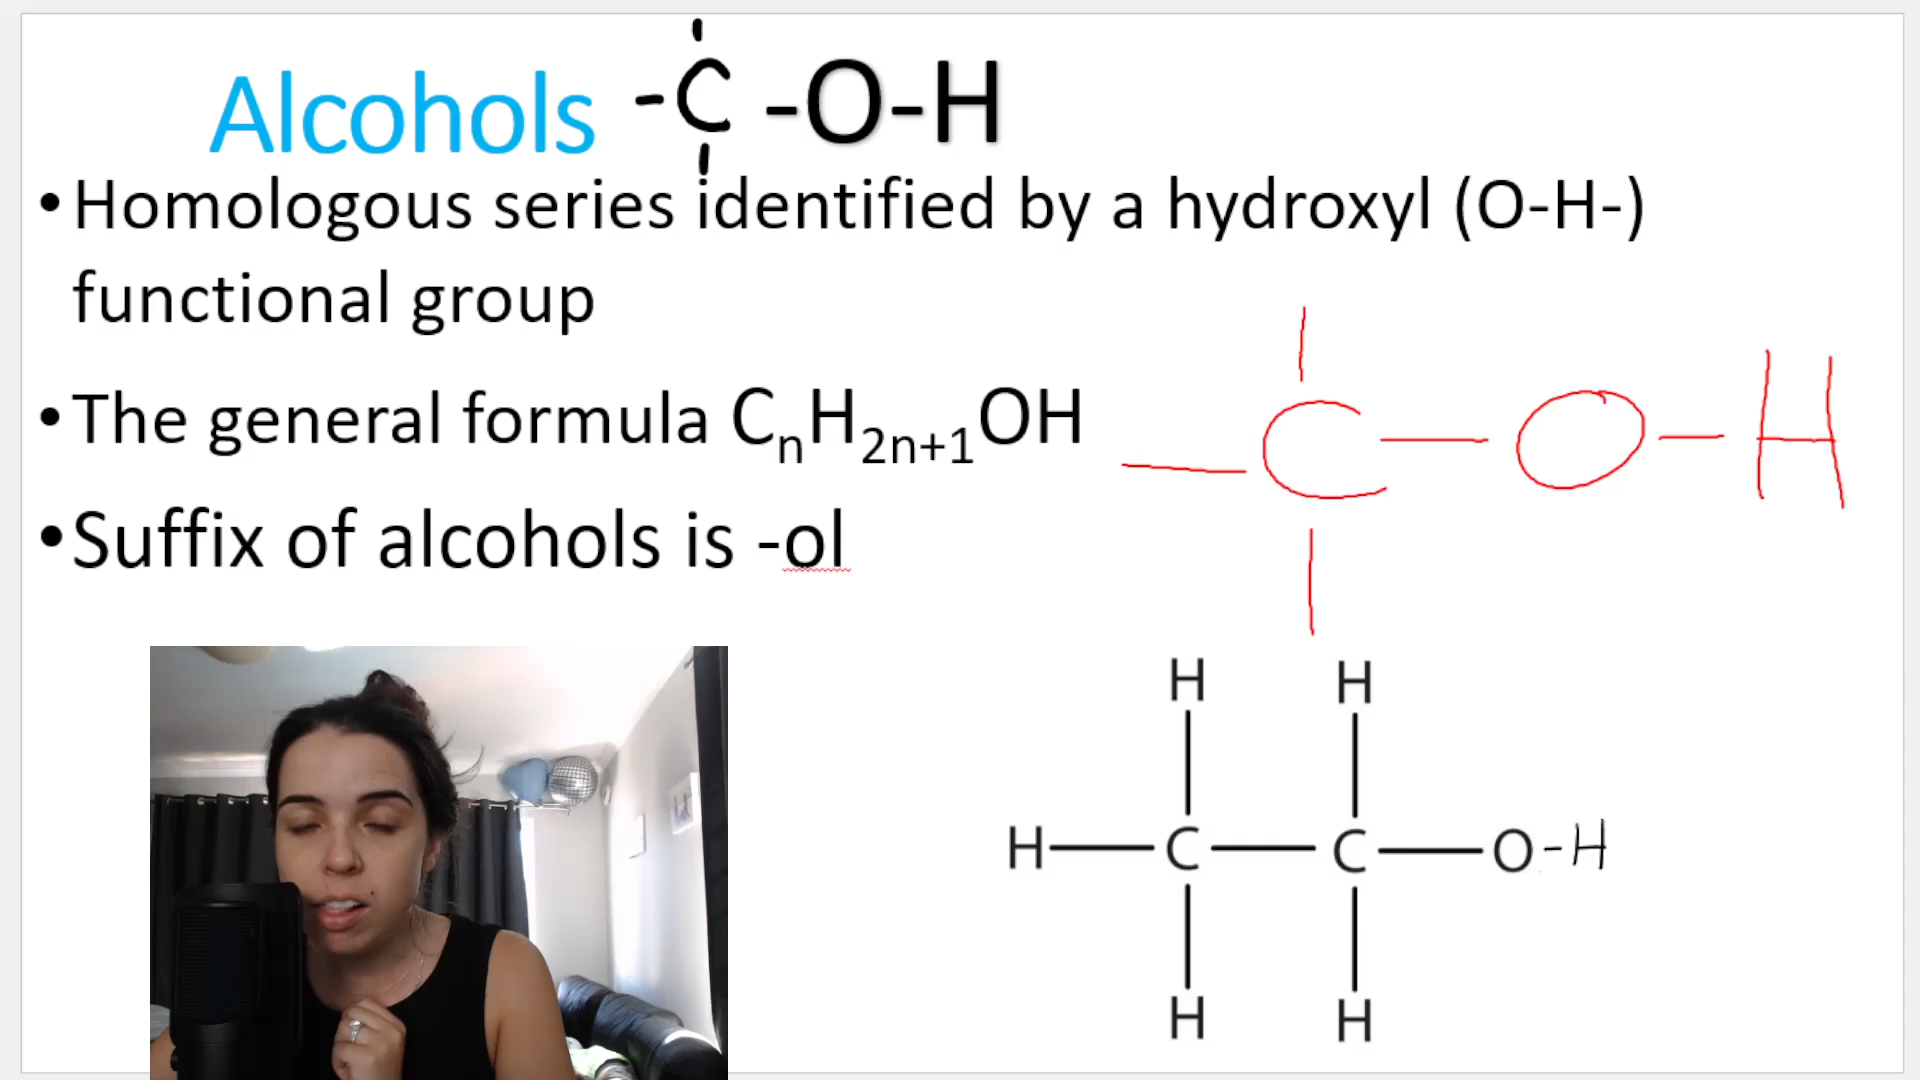 Alcohols -C-O-H
• Homologous series identified by a hydroxyl (O-H-)
functional group
• The general formula CₙH₂ₙ₊₁OH
• Suffix of alcohols is -ol
C-O-H
H H
H C C O-H
H H